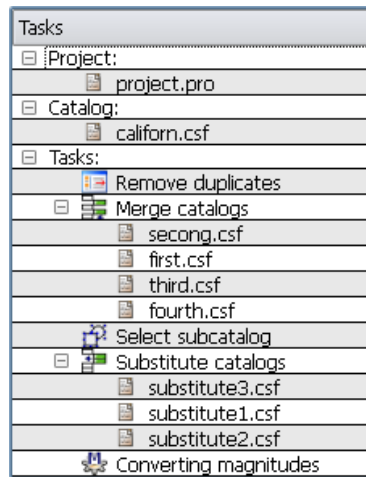 Tasks
Project:
project.pro
Catalog:
californ.csf
Tasks:
Remove duplicates
Merge catalogs
secong.csf
first.csf
third.csf
fourth.csf
Select subcatalog
Substitute catalogs
substitute3.csf
substitute1.csf
substitute2.csf
Converting magnitudes